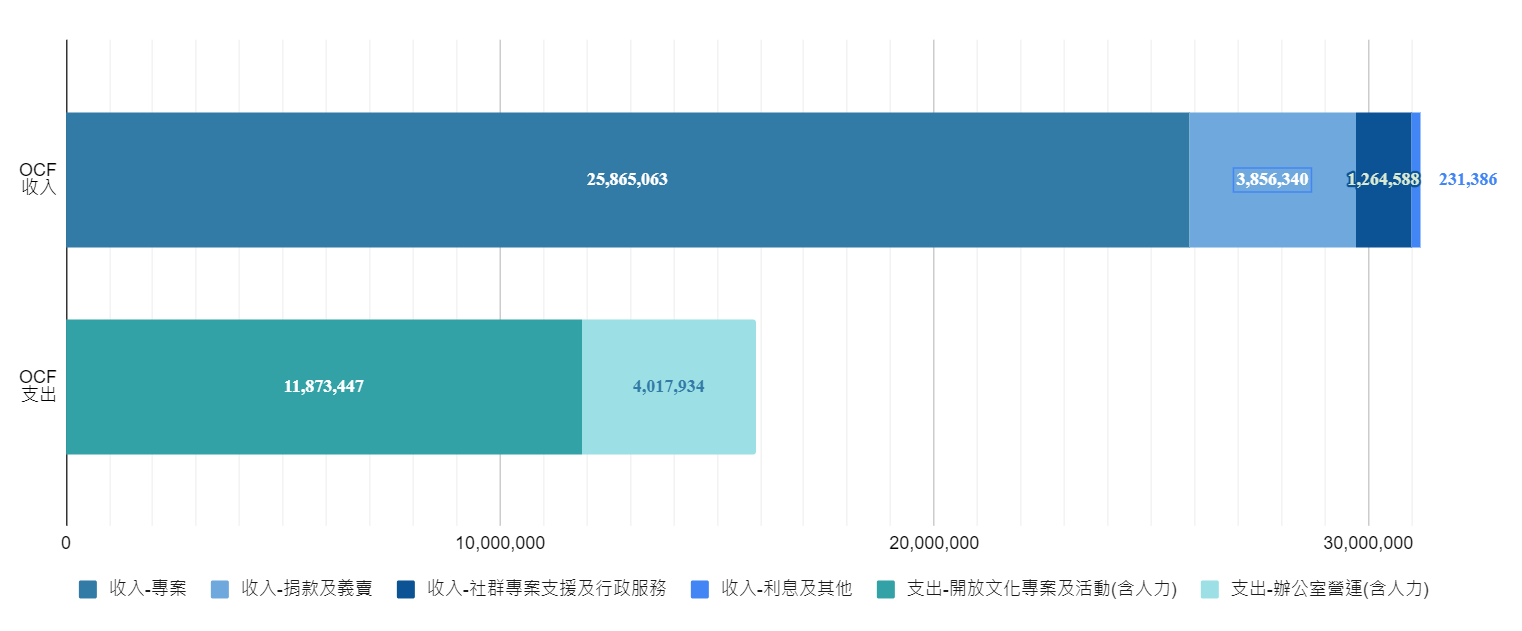 OCF
收入
25,865,063
3,856,340
1,264,588
231,386
OCF
支出
11,873,447
4,017,934
0
10,000,000
20,000,000
30,000,000
收入-專案
收入-捐款及義賣
收入-社群專案支援及行政服務
收入-利息及其他
支出-開放文化專案及活動(含人力)
支出-辦公室營運(含人力)